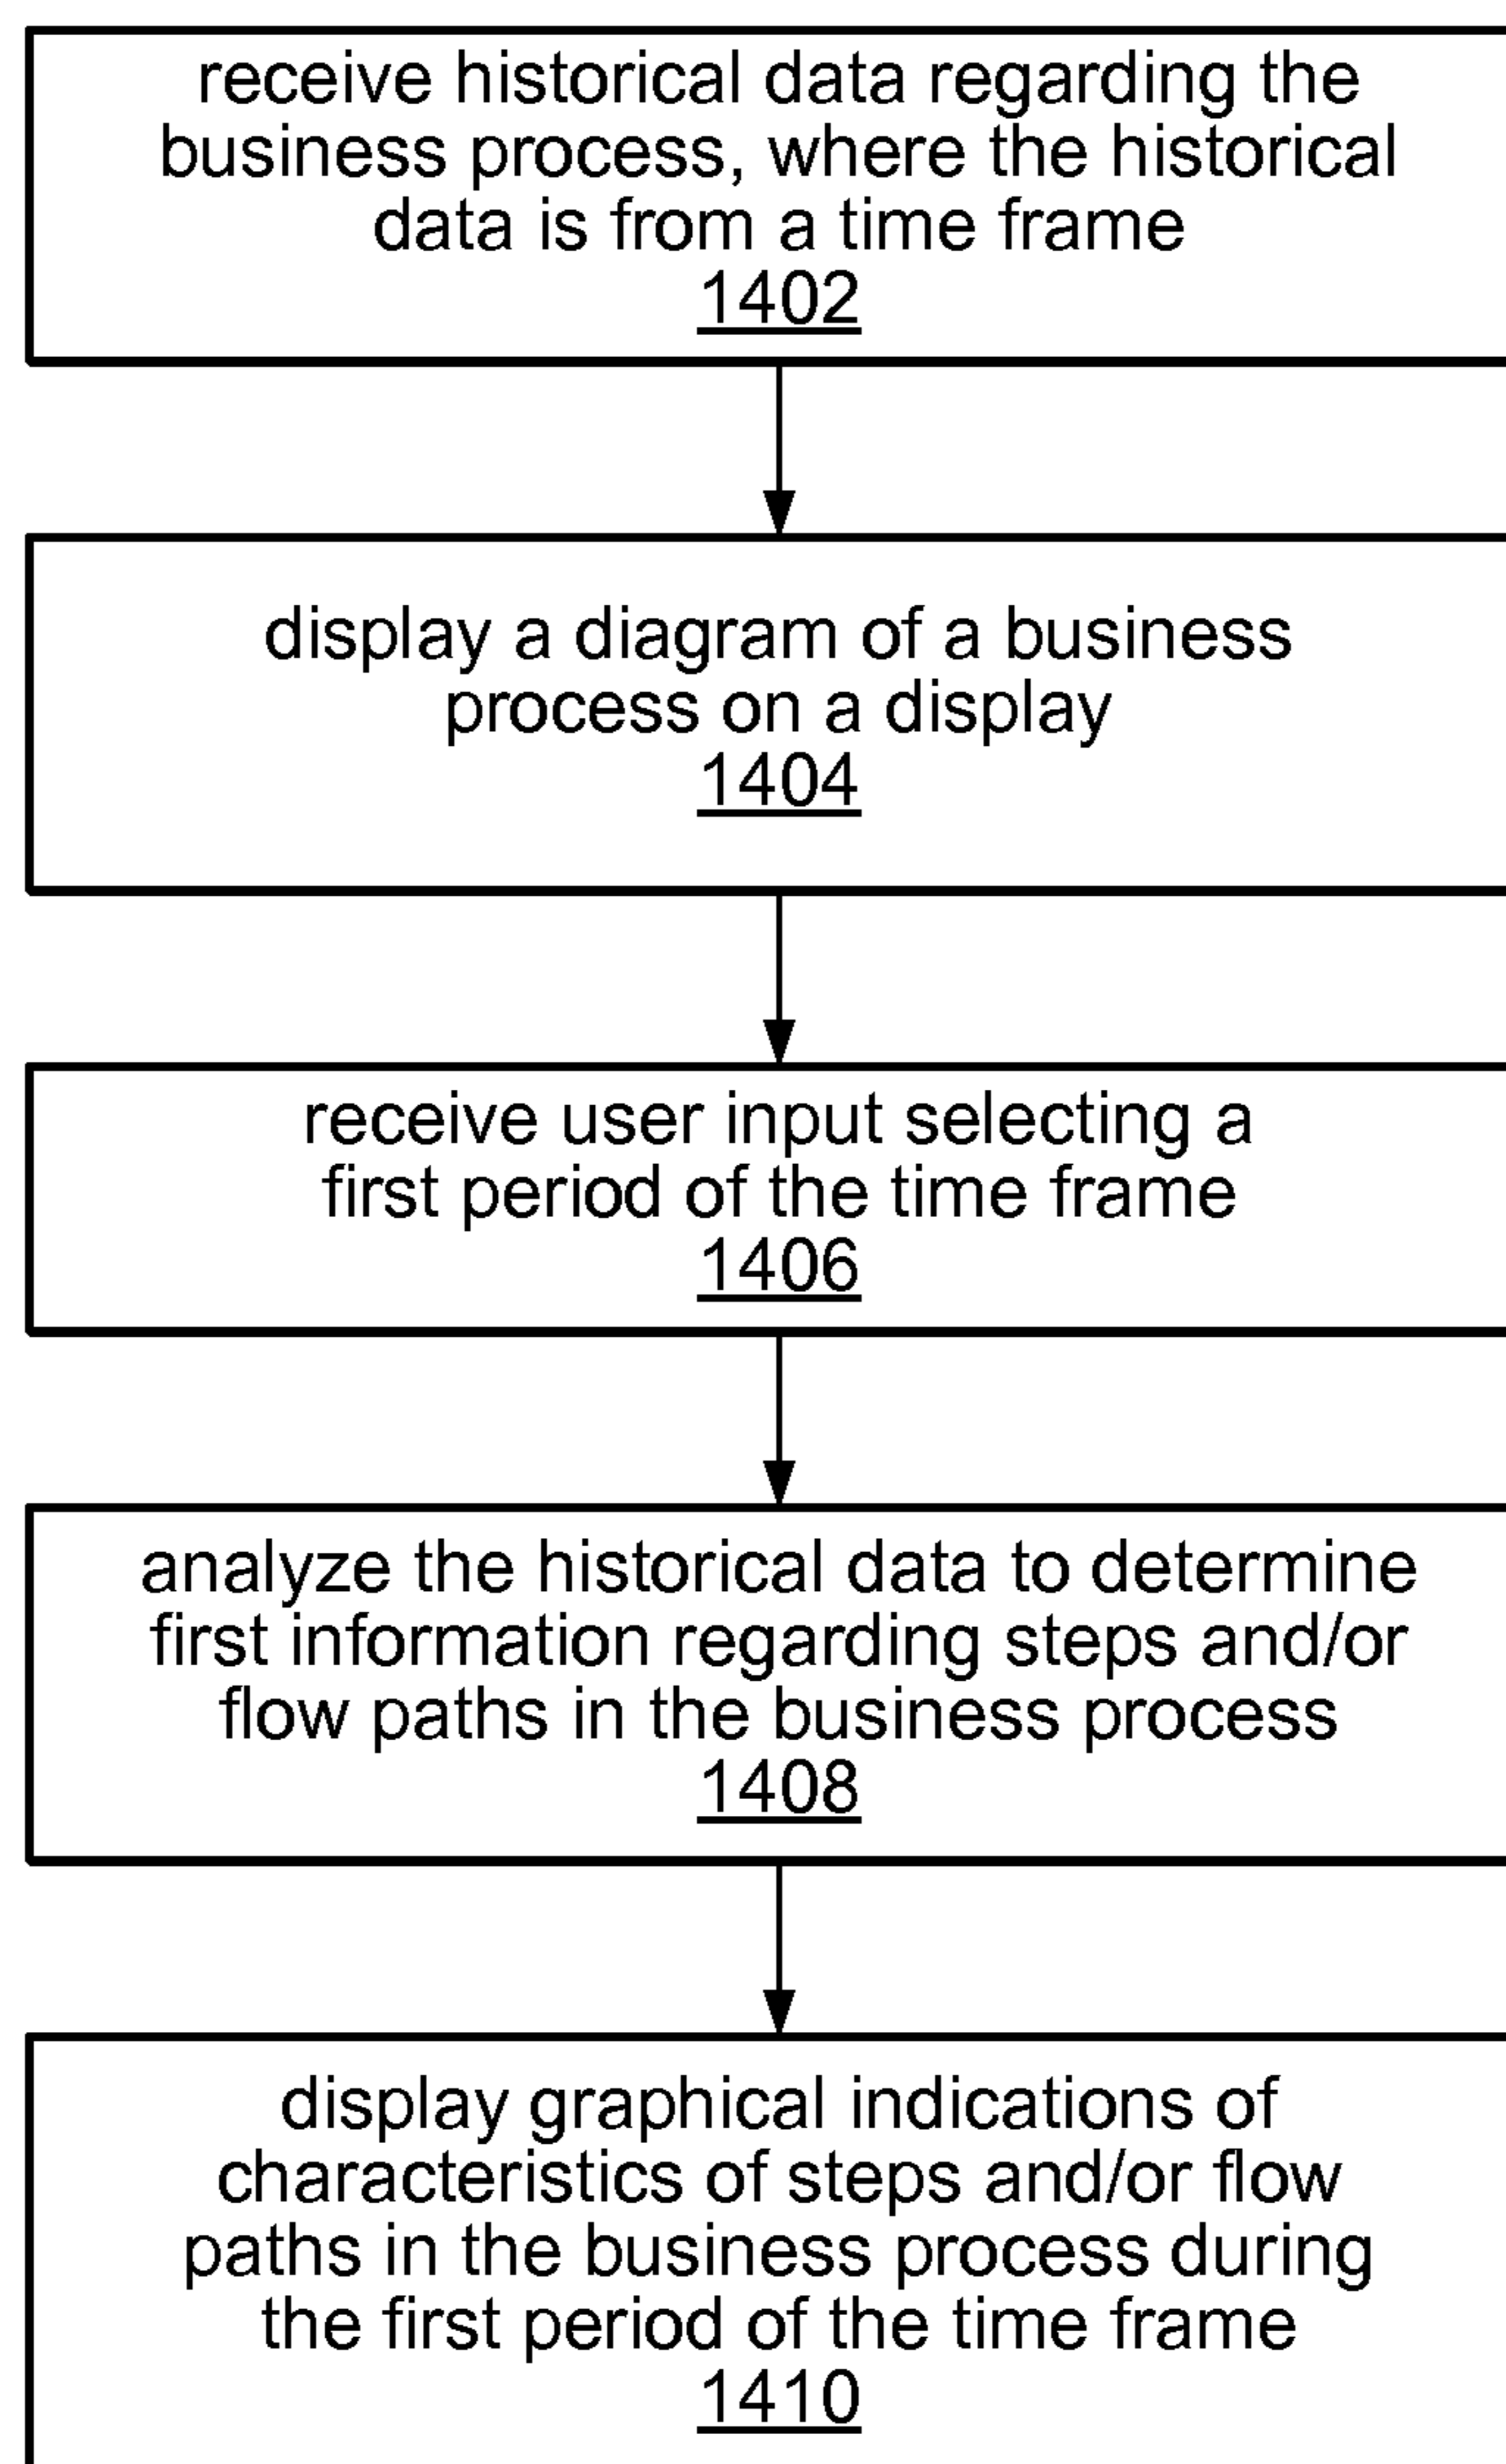 receive historical data regarding the
business process, where the historical
data is from a time frame
1402
display a diagram of a business
process on a display
1404
receive user input selecting a
first period of the time frame
1406
analyze the historical data to determine
first information regarding steps and/or
flow paths in the business process
1408
display graphical indications of
characteristics of steps and/or flow
paths in the business process during
the first period of the time frame
1410